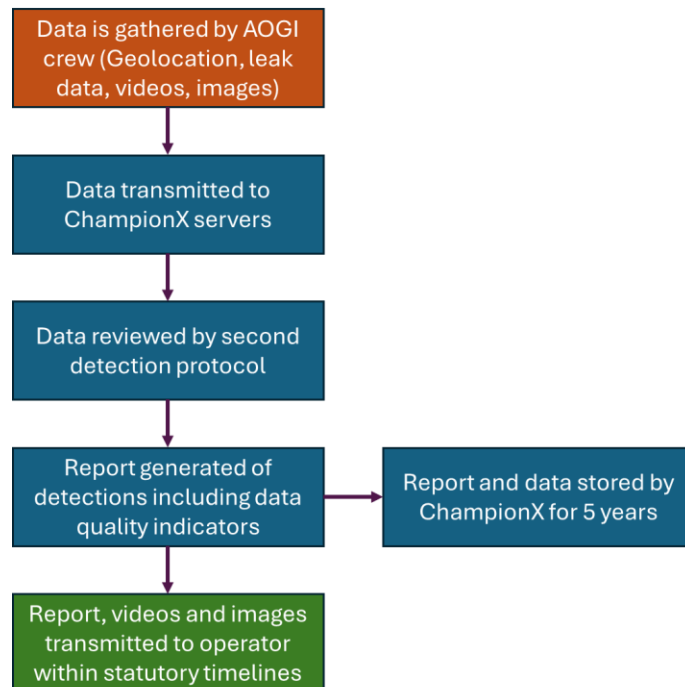 Data is gathered by AOGI
crew (Geolocation, leak
data, videos, images)
Data transmitted to
ChampionX servers
Data reviewed by second
detection protocol
Report generated of
detections including data
quality indicators
Report and data stored by
ChampionX for 5 years
Report, videos and images
transmitted to operator
within statutory timelines